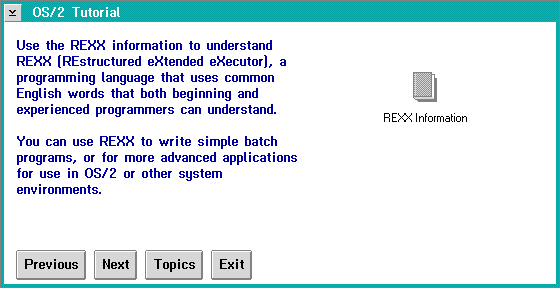 OS/2 Tutorial
Use the REXX information to understand
REXX (REstructured eXtended eXecutor), a
programming language that uses common
English words that both beginning and
experienced programmers can understand.
You can use REXX to write simple batch
programs, or for more advanced applications
for use in OS/2 or other system
environments.
REXX Information
Previous Next Topics Exit